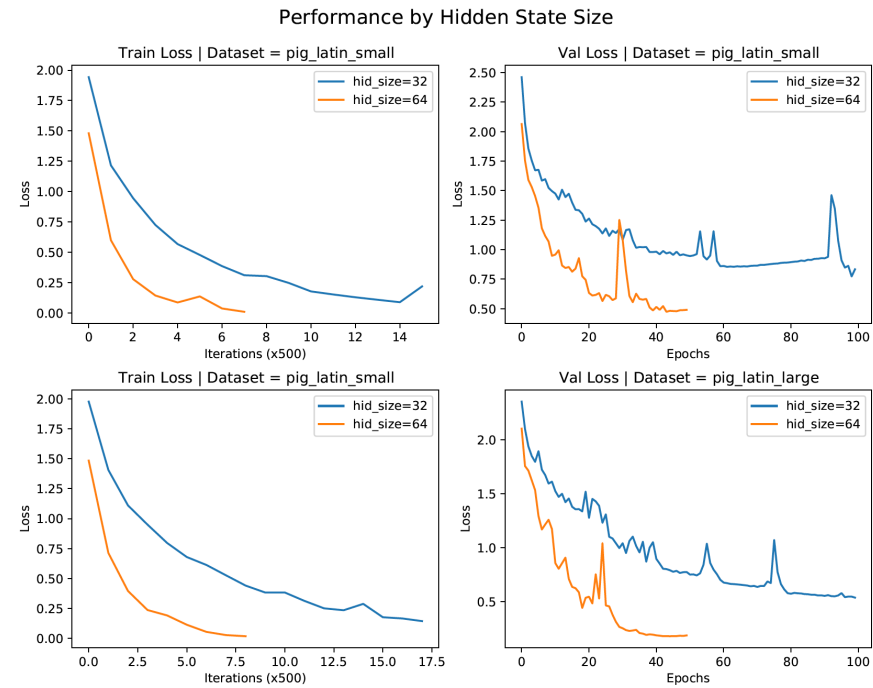 Performance by Hidden State Size
Train Loss | Dataset = pig_latin_small
Loss
2.00
1.75
1.50
1.25
1.00
0.75
0.50
0.25
0.00
hid_size=32
hid_size=64
0 2 4 6 8 10 12 14
Iterations (x500)
Val Loss | Dataset = pig_latin_small
Loss
2.50
2.25
2.00
1.75
1.50
1.25
1.00
0.75
0.50
hid_size=32
hid_size=64
0 20 40 60 80 100
Epochs
Train Loss | Dataset = pig_latin_small
Loss
2.00
1.75
1.50
1.25
1.00
0.75
0.50
0.25
0.00
hid_size=32
hid_size=64
0.0 2.5 5.0 7.5 10.0 12.5 15.0 17.5
Iterations (x500)
Val Loss | Dataset = pig_latin_large
Loss
2.0
1.5
1.0
0.5
hid_size=32
hid_size=64
0 20 40 60 80 100
Epochs